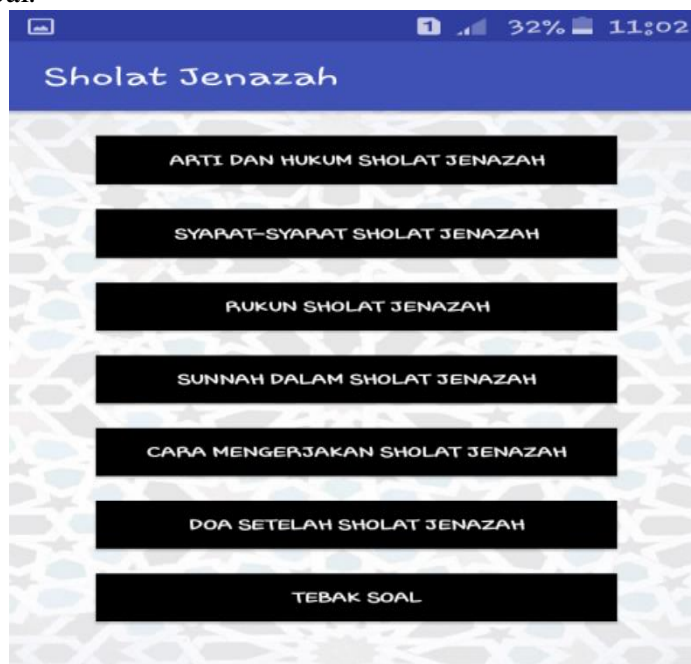 1 32% 11:02
Sholat Jenazah
ARTI DAN HUKUM SHOLAT JENAZAH
SYARAT-SYARAT SHOLAT JENAZAH
RUKUN SHOLAT JENAZAH
SUNNAH DALAM SHOLAT JENAZAH
CARA MENGERJAKAN SHOLAT JENAZAH
DOA SETELAH SHOLAT JENAZAH
TEBAK SOAL